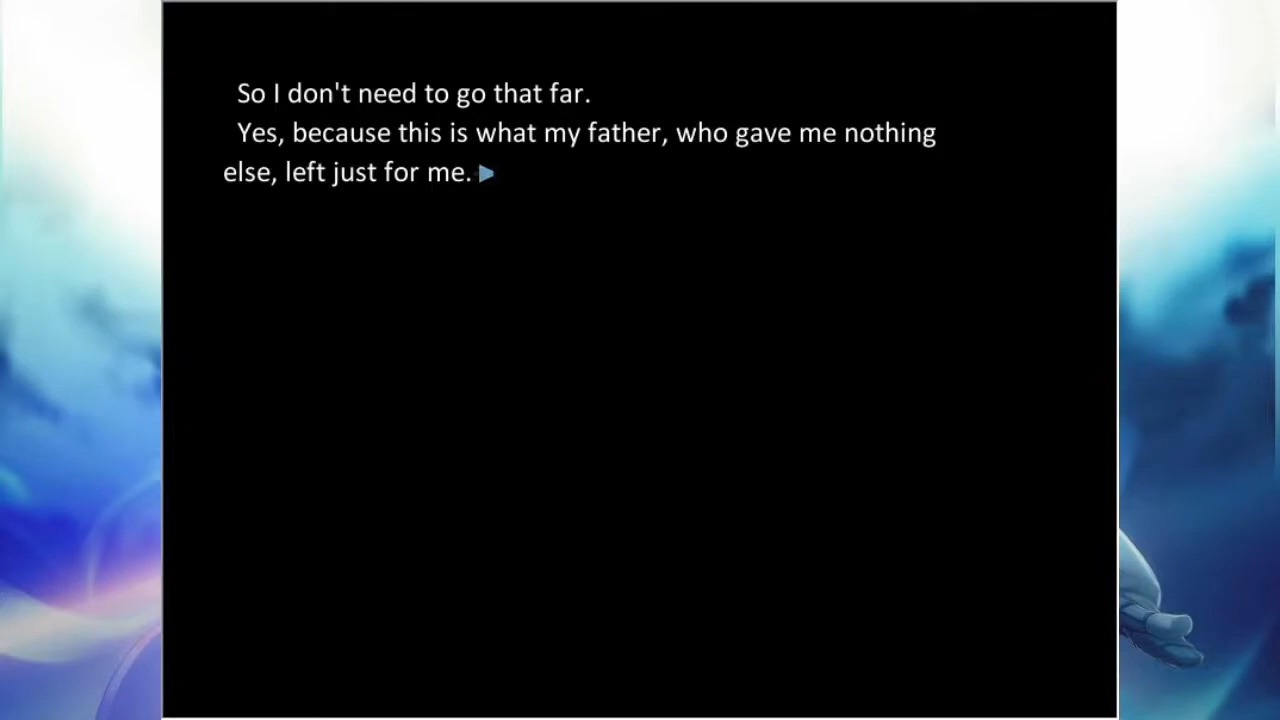 So I don't need to go that far.
Yes, because this is what my father, who gave me nothing
else, left just for me.